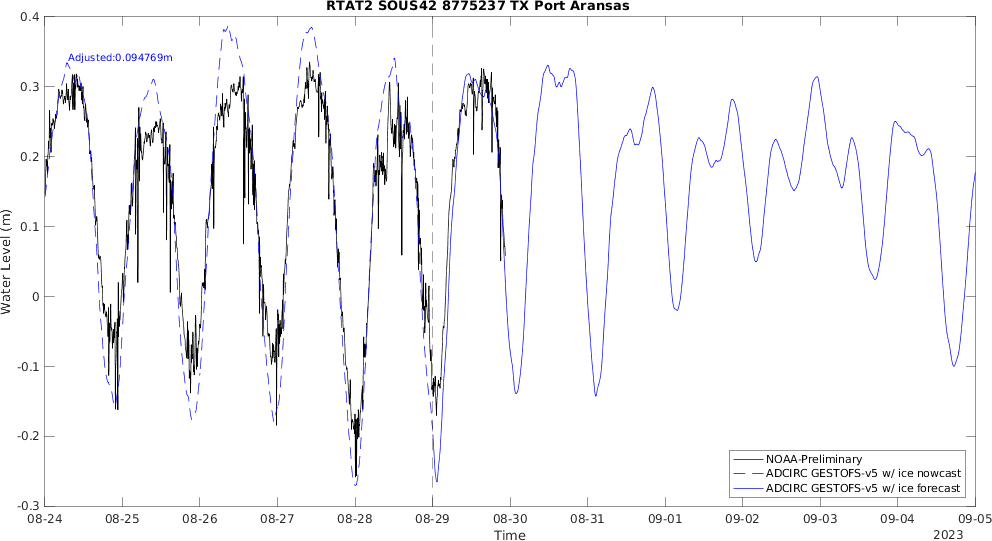 RTAT2 SOUS42 8775237 TX Port Aransas
Adjusted:0.094769m
Water Level (m)
0.4
0.3
0.2
0.1
0
-0.1
-0.2
-0.3
NOAA-Preliminary
ADCIRC GESTOFS-v5 w/ ice nowcast
ADCIRC GESTOFS-v5 w/ ice forecast
08-24 08-25 08-26 08-27 08-28 08-29 08-30 08-31 09-01 09-02 09-03 09-04 09-05
Time
2023